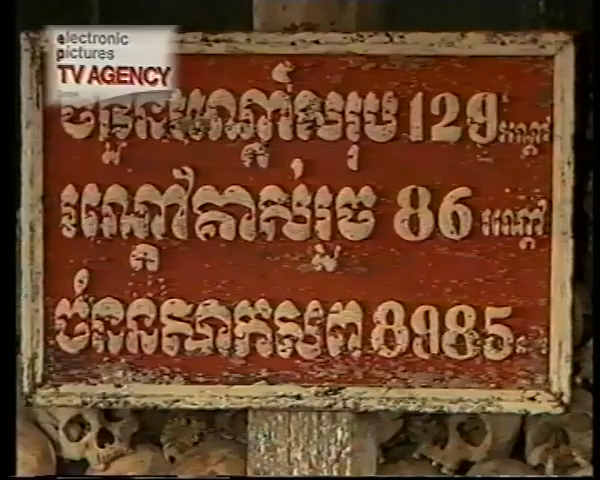 electronic
pictures
TV AGENCY
ចំនួនរណ្តៅសរុប 129 រណ្តៅ
រណ្តៅគាស់រួច 86 រណ្តៅ
ចំនួនសាកសព 8985